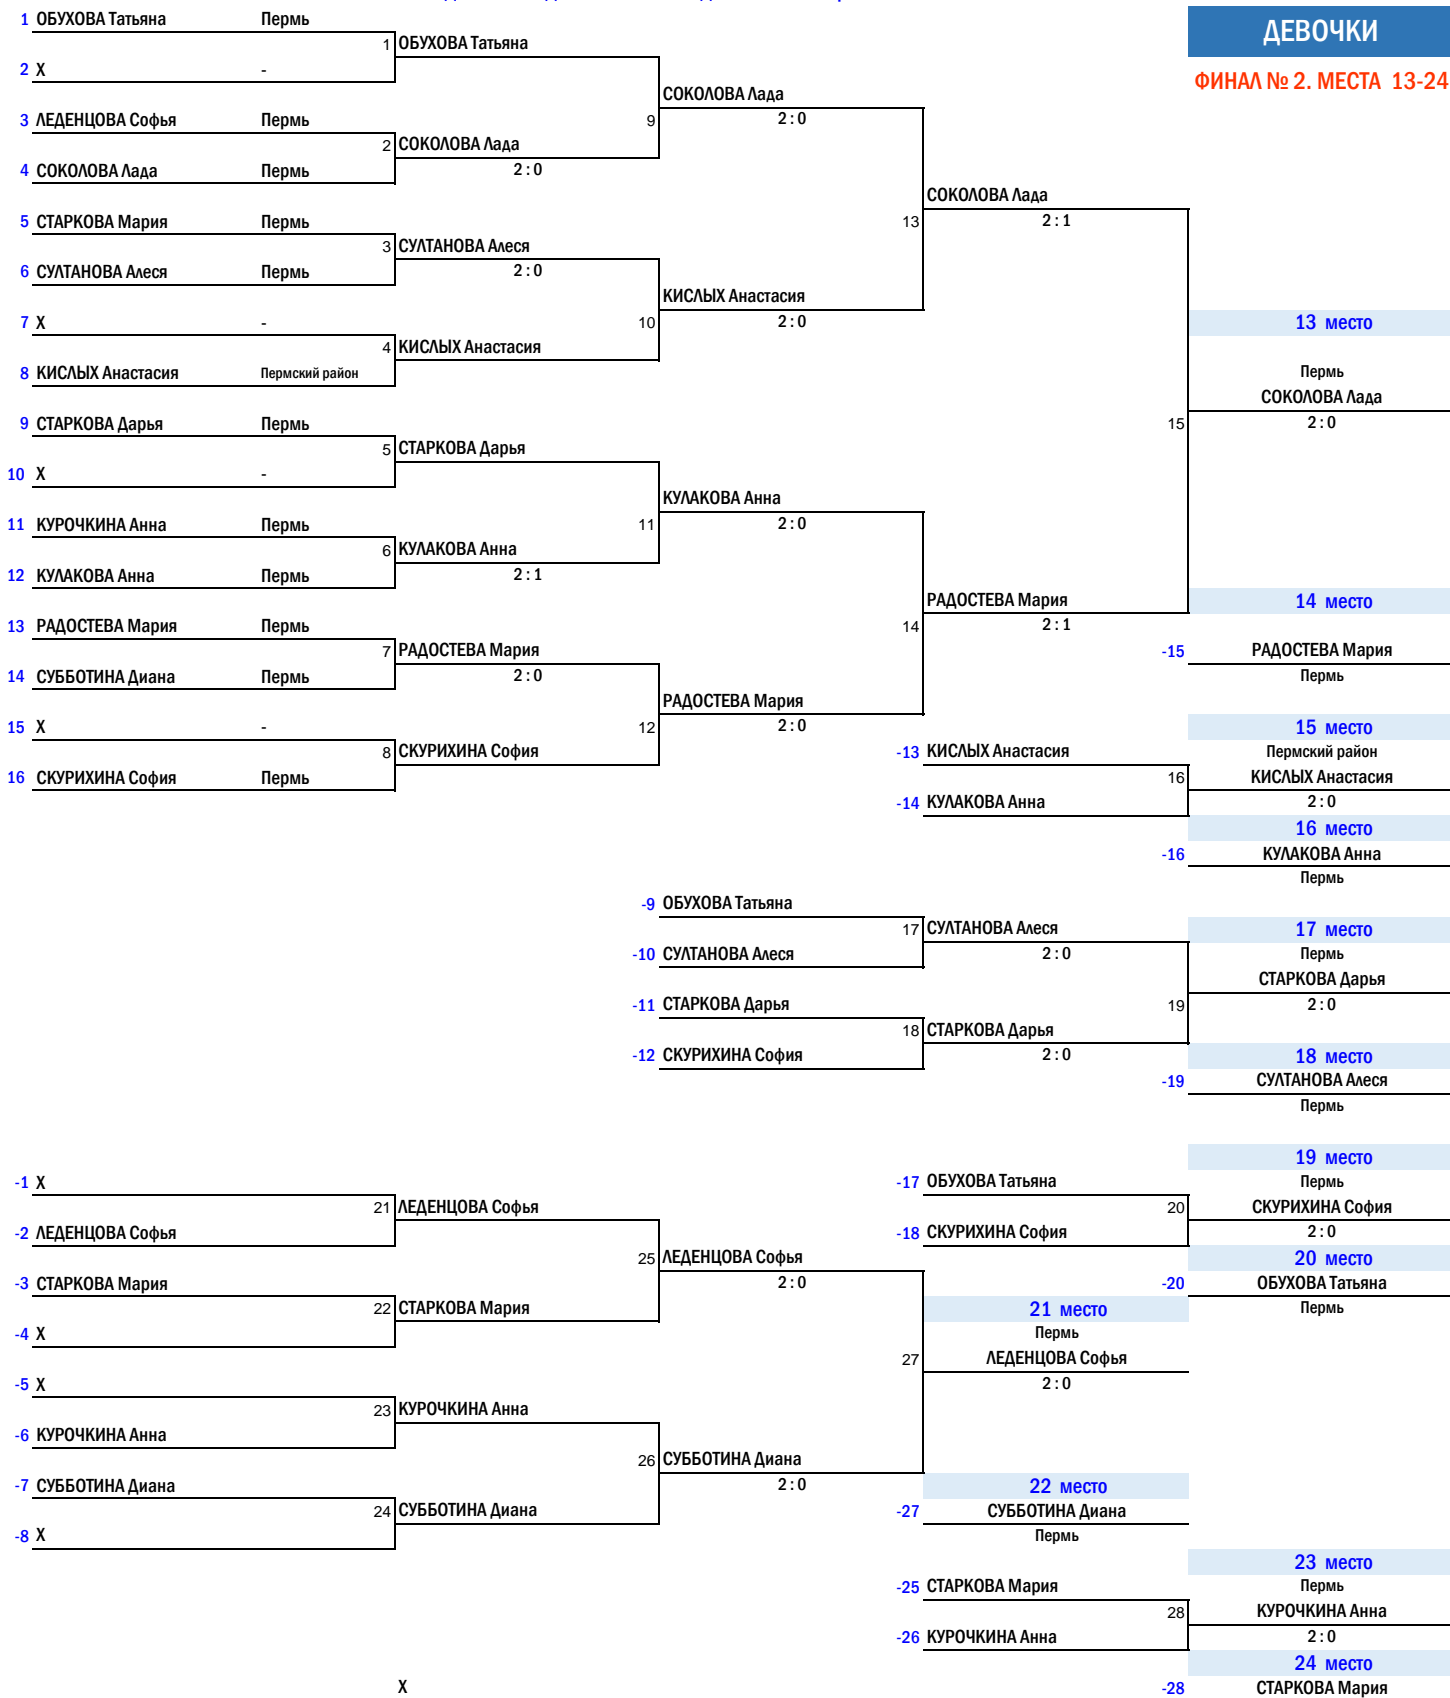 ДЕВОЧКИ
ФИНАЛ № 2. МЕСТА 13-24
1 ОБУХОВА Татьяна Пермь
1 ОБУХОВА Татьяна
2 X -
СОКОЛОВА Лада
3 ЛЕДЕНЦОВА Софья Пермь 9 2 : 0
2 СОКОЛОВА Лада
4 СОКОЛОВА Лада Пермь 2 : 0
СОКОЛОВА Лада
5 СТАРКОВА Мария Пермь 13 2 : 1
3 СУЛТАНОВА Алеся
6 СУЛТАНОВА Алеся Пермь 2 : 0
КИСЛЫХ Анастасия
7 X - 10 2 : 0 13 место
4 КИСЛЫХ Анастасия
8 КИСЛЫХ Анастасия Пермский район Пермь
СОКОЛОВА Лада
9 СТАРКОВА Дарья Пермь 15 2 : 0
5 СТАРКОВА Дарья
10 X -
КУЛАКОВА Анна
11 КУРОЧКИНА Анна Пермь 11 2 : 0
6 КУЛАКОВА Анна
12 КУЛАКОВА Анна Пермь 2 : 1
РАДОСТЕВА Мария 14 место
13 РАДОСТЕВА Мария Пермь 14 2 : 1
7 РАДОСТЕВА Мария -15 РАДОСТЕВА Мария
14 СУББОТИНА Диана Пермь 2 : 0 Пермь
РАДОСТЕВА Мария
15 X - 12 2 : 0 15 место
8 СКУРИХИНА София -13 КИСЛЫХ Анастасия Пермский район
16 СКУРИХИНА София Пермь 16 КИСЛЫХ Анастасия
-14 КУЛАКОВА Анна 2 : 0
16 место
-16 КУЛАКОВА Анна
Пермь
-9 ОБУХОВА Татьяна
17 СУЛТАНОВА Алеся 17 место
-10 СУЛТАНОВА Алеся 2 : 0 Пермь
СТАРКОВА Дарья
-11 СТАРКОВА Дарья 19 2 : 0
18 СТАРКОВА Дарья
-12 СКУРИХИНА София 2 : 0 18 место
-19 СУЛТАНОВА Алеся
Пермь
19 место
-1 X -17 ОБУХОВА Татьяна Пермь
21 ЛЕДЕНЦОВА Софья 20 СКУРИХИНА София
-2 ЛЕДЕНЦОВА Софья -18 СКУРИХИНА София 2 : 0
25 ЛЕДЕНЦОВА Софья 20 место
-3 СТАРКОВА Мария 2 : 0 -20 ОБУХОВА Татьяна
22 СТАРКОВА Мария 21 место Пермь
-4 X Пермь
27 ЛЕДЕНЦОВА Софья
-5 X 2 : 0
23 КУРОЧКИНА Анна
-6 КУРОЧКИНА Анна
26 СУББОТИНА Диана
-7 СУББОТИНА Диана 2 : 0 22 место
24 СУББОТИНА Диана -27 СУББОТИНА Диана
-8 X Пермь
23 место
-25 СТАРКОВА Мария Пермь
28 КУРОЧКИНА Анна
-26 КУРОЧКИНА Анна 2 : 0
24 место
X -28 СТАРКОВА Мария